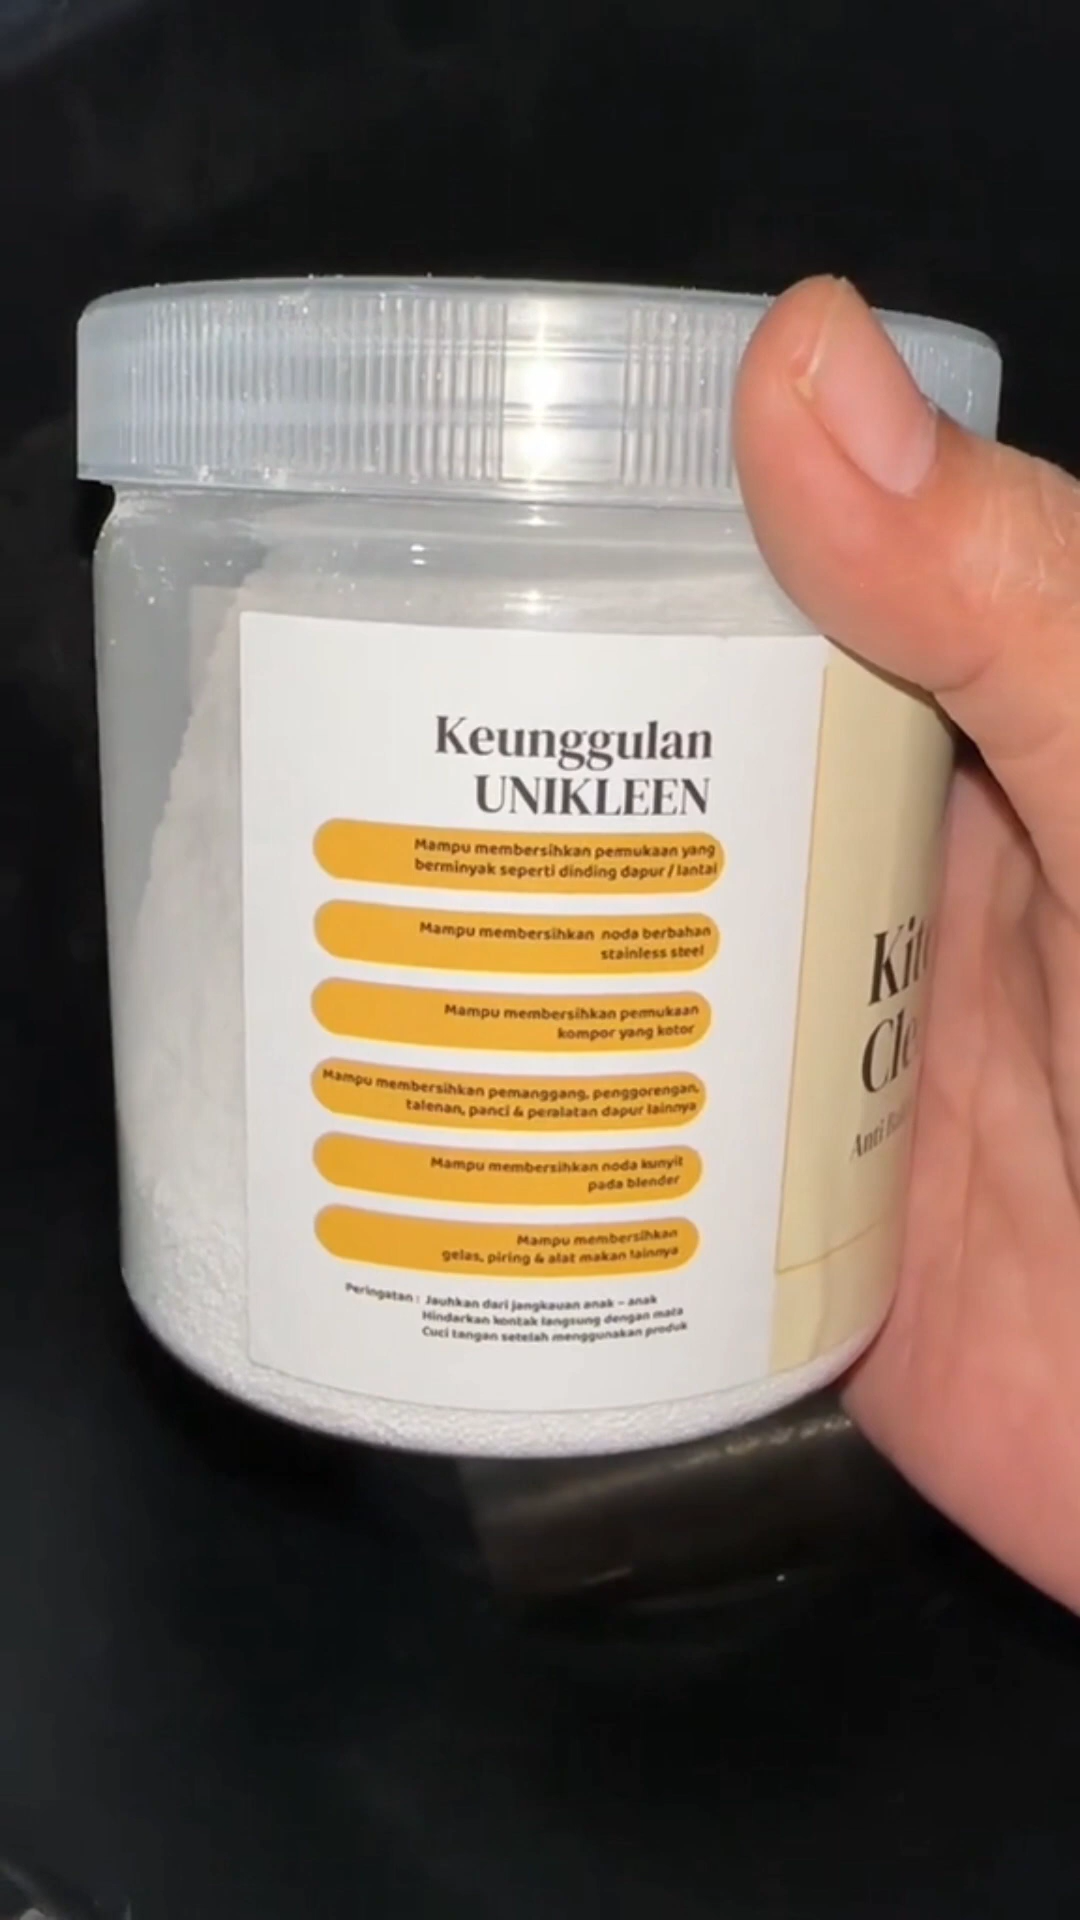 Keunggulan
UNIKLEEN
Mampu membersihkan permukaan yang
berminyak seperti dinding dapur / lantai
Mampu membersihkan noda berbahan
stainless steel
Mampu membersihkan permukaan
kompor yang kotor
Mampu membersihkan pemanggang, penggorengan,
talenan, panci & peralatan dapur lainnya
Mampu membersihkan noda kunyit
pada blender
Mampu membersihkan
gelas, piring & alat makan lainnya
Peringatan : Jauhkan dari jangkauan anak - anak
Hindarkan kontak langsung dengan mata
Cuci tangan setelah menggunakan produk
Anti